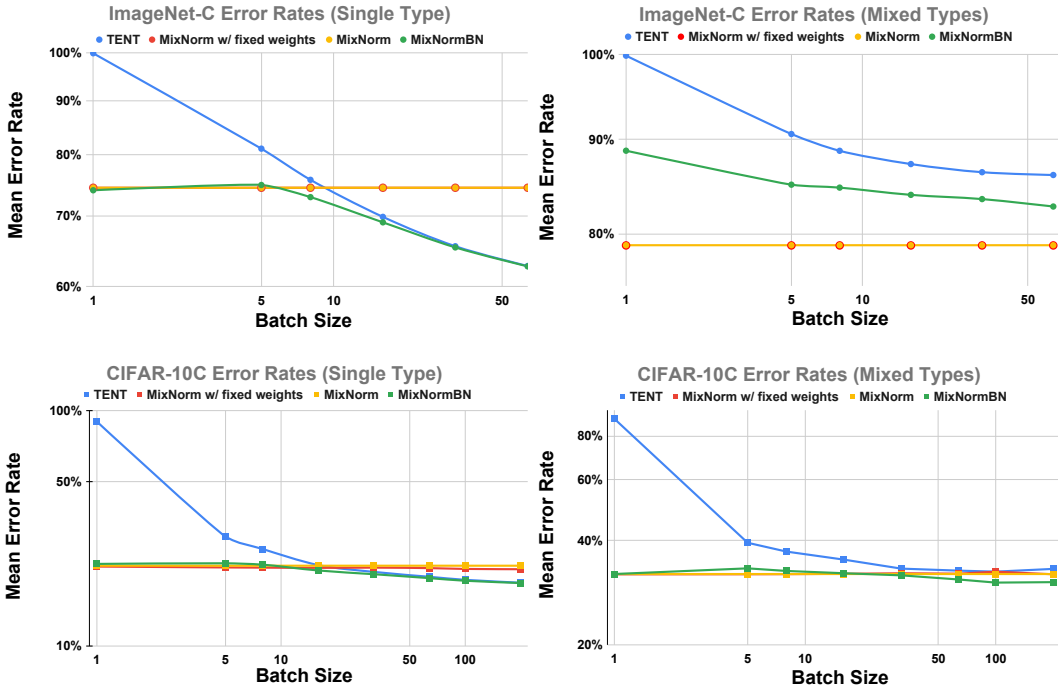 ImageNet-C Error Rates (Single Type)
TENT MixNorm w/ fixed weights MixNorm MixNormBN
100%
90%
80%
70%
60%
Mean Error Rate
1 5 10 50
Batch Size
ImageNet-C Error Rates (Mixed Types)
TENT MixNorm w/ fixed weights MixNorm MixNormBN
100%
90%
80%
Mean Error Rate
1 5 10 50
Batch Size
CIFAR-10C Error Rates (Single Type)
TENT MixNorm w/ fixed weights MixNorm MixNormBN
100%
50%
10%
Mean Error Rate
1 5 10 50 100
Batch Size
CIFAR-10C Error Rates (Mixed Types)
TENT MixNorm w/ fixed weights MixNorm MixNormBN
80%
60%
40%
20%
Mean Error Rate
1 5 10 50 100
Batch Size